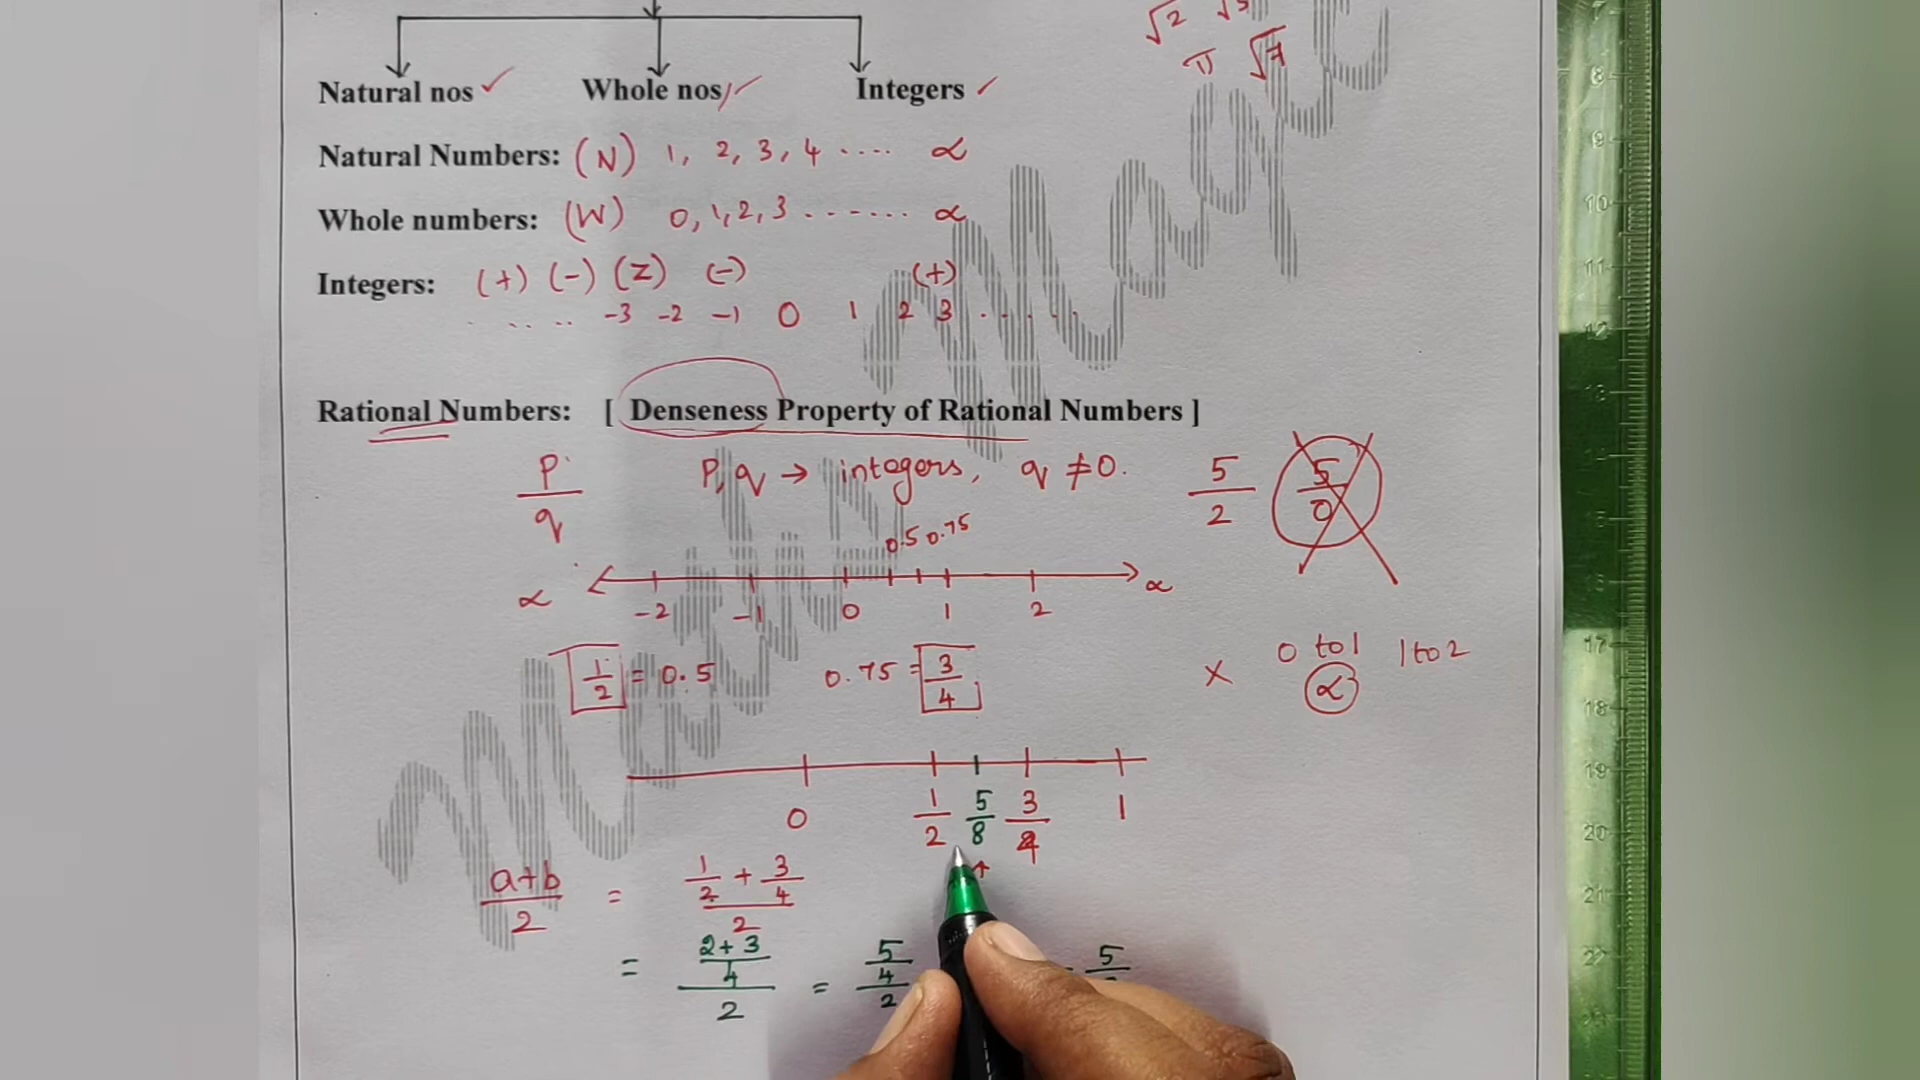 √2 √3
π √7
Natural nos Whole nos Integers
Natural Numbers: (N) 1, 2, 3, 4 .... ∝
Whole numbers: (W) 0, 1, 2, 3 ....... ∝
Integers: (+) (-) (Z) (-) (+)
..... -3 -2 -1 0 1 2 3 .....
Rational Numbers: [ Denseness Property of Rational Numbers ]
P/q P, q → integers, q ≠ 0. 5/2 5/0
0.5 0.75
∝ ∝
-2 -1 0 1 2
1/2 = 0.5 0.75 = 3/4 × 0 to 1 1 to 2
∝
0 1/2 5/8 3/4 1
a+b/2 = 1/2 + 3/4 / 2
= 2+3/4 / 2 = 5/4 / 2 = 5